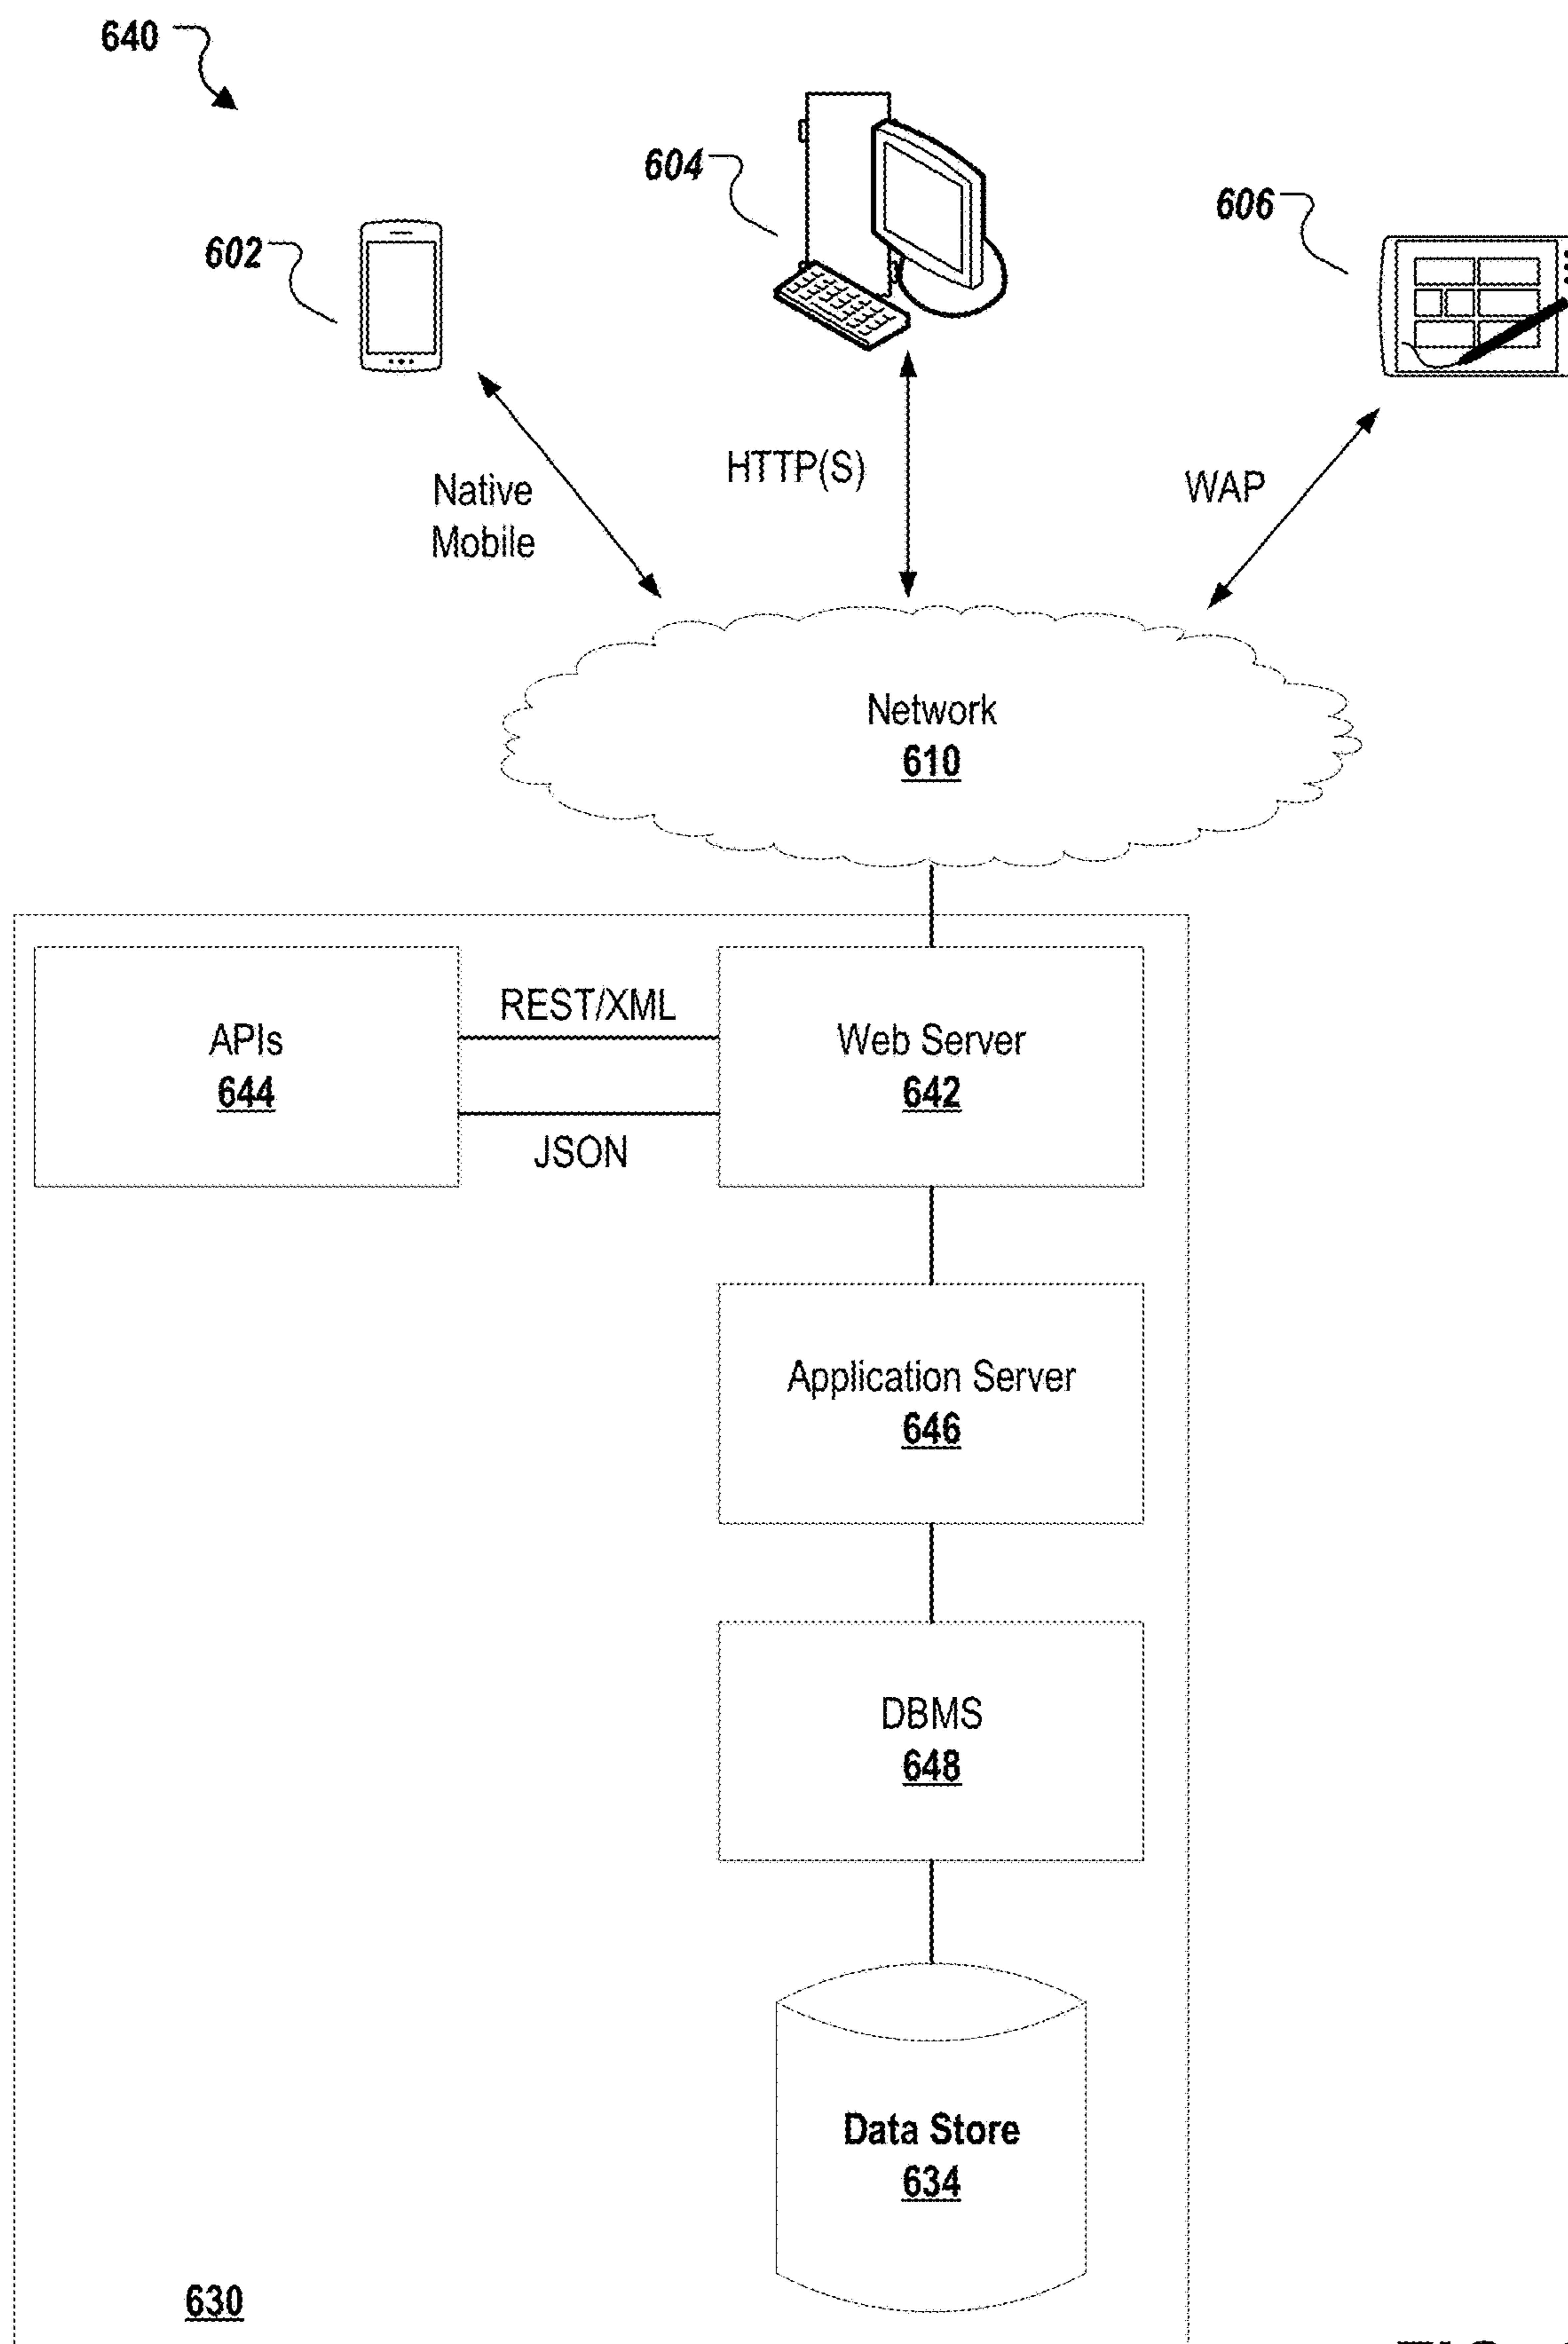 640
604
606
602
HTTP(S)
WAP
Native
Mobile
Network
610
REST/XML
APIs
644
Web Server
642
JSON
Application Server
646
DBMS
648
Data Store
634
630